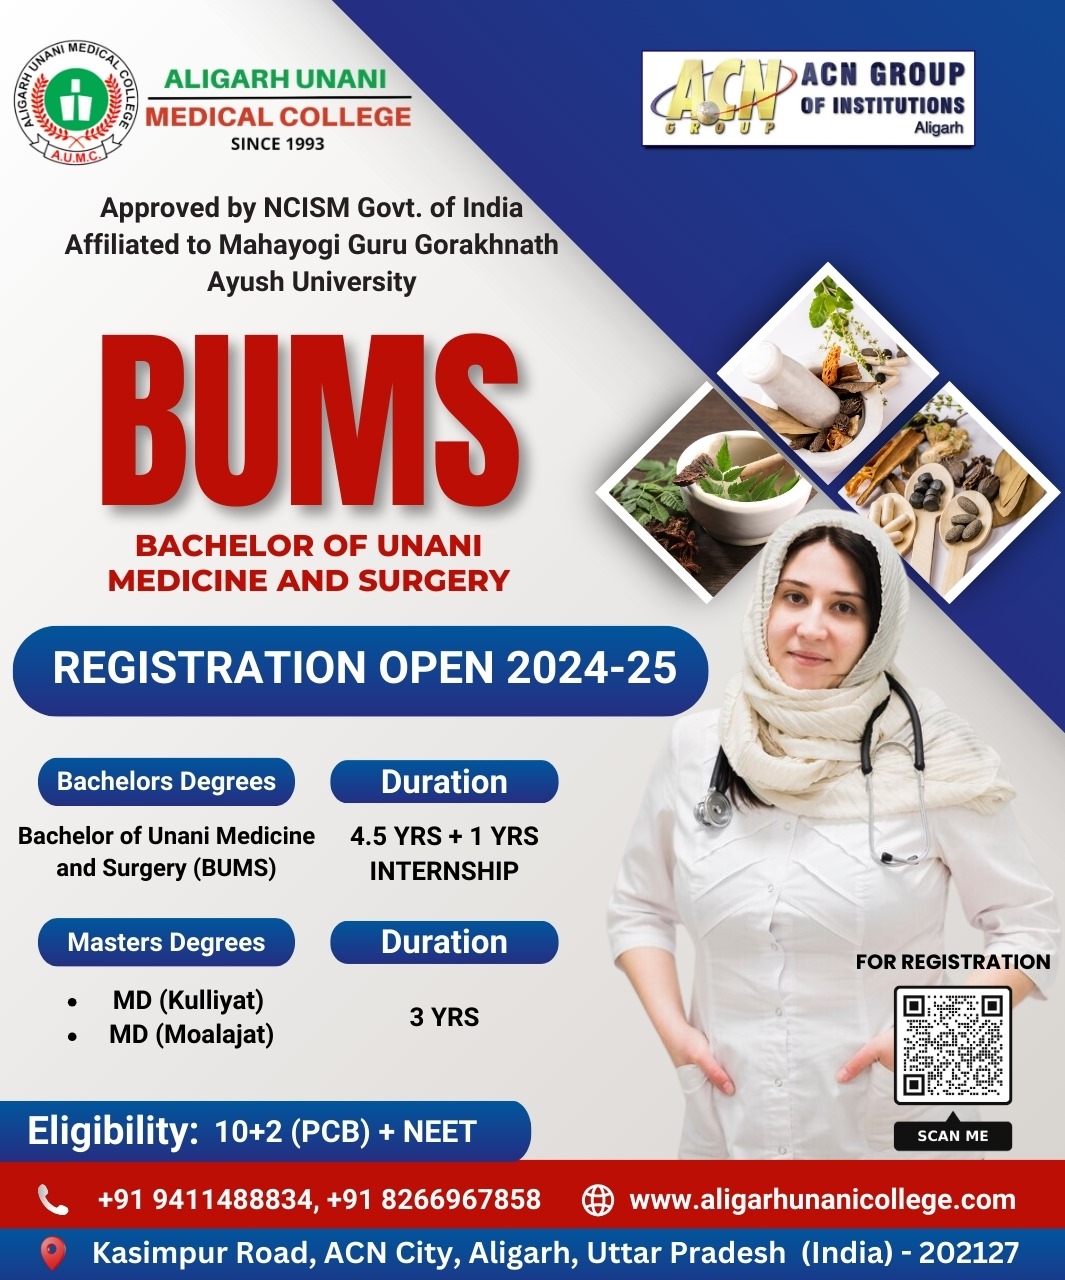 ALIGARH UNANI MEDICAL COLLEGE
A.U.M.C.
ALIGARH UNANI
MEDICAL COLLEGE
SINCE 1993
ACN
GROUP
ACN GROUP
OF INSTITUTIONS
Aligarh
Approved by NCISM Govt. of India
Affiliated to Mahayogi Guru Gorakhnath
Ayush University
BUMS
BACHELOR OF UNANI
MEDICINE AND SURGERY
REGISTRATION OPEN 2024-25
Bachelors Degrees
Duration
Bachelor of Unani Medicine
and Surgery (BUMS)
4.5 YRS + 1 YRS
INTERNSHIP
Masters Degrees
Duration
• MD (Kulliyat)
• MD (Moalajat)
3 YRS
FOR REGISTRATION
SCAN ME
Eligibility: 10+2 (PCB) + NEET
+91 9411488834, +91 8266967858
www.aligarhunanicollege.com
Kasimpur Road, ACN City, Aligarh, Uttar Pradesh (India) - 202127